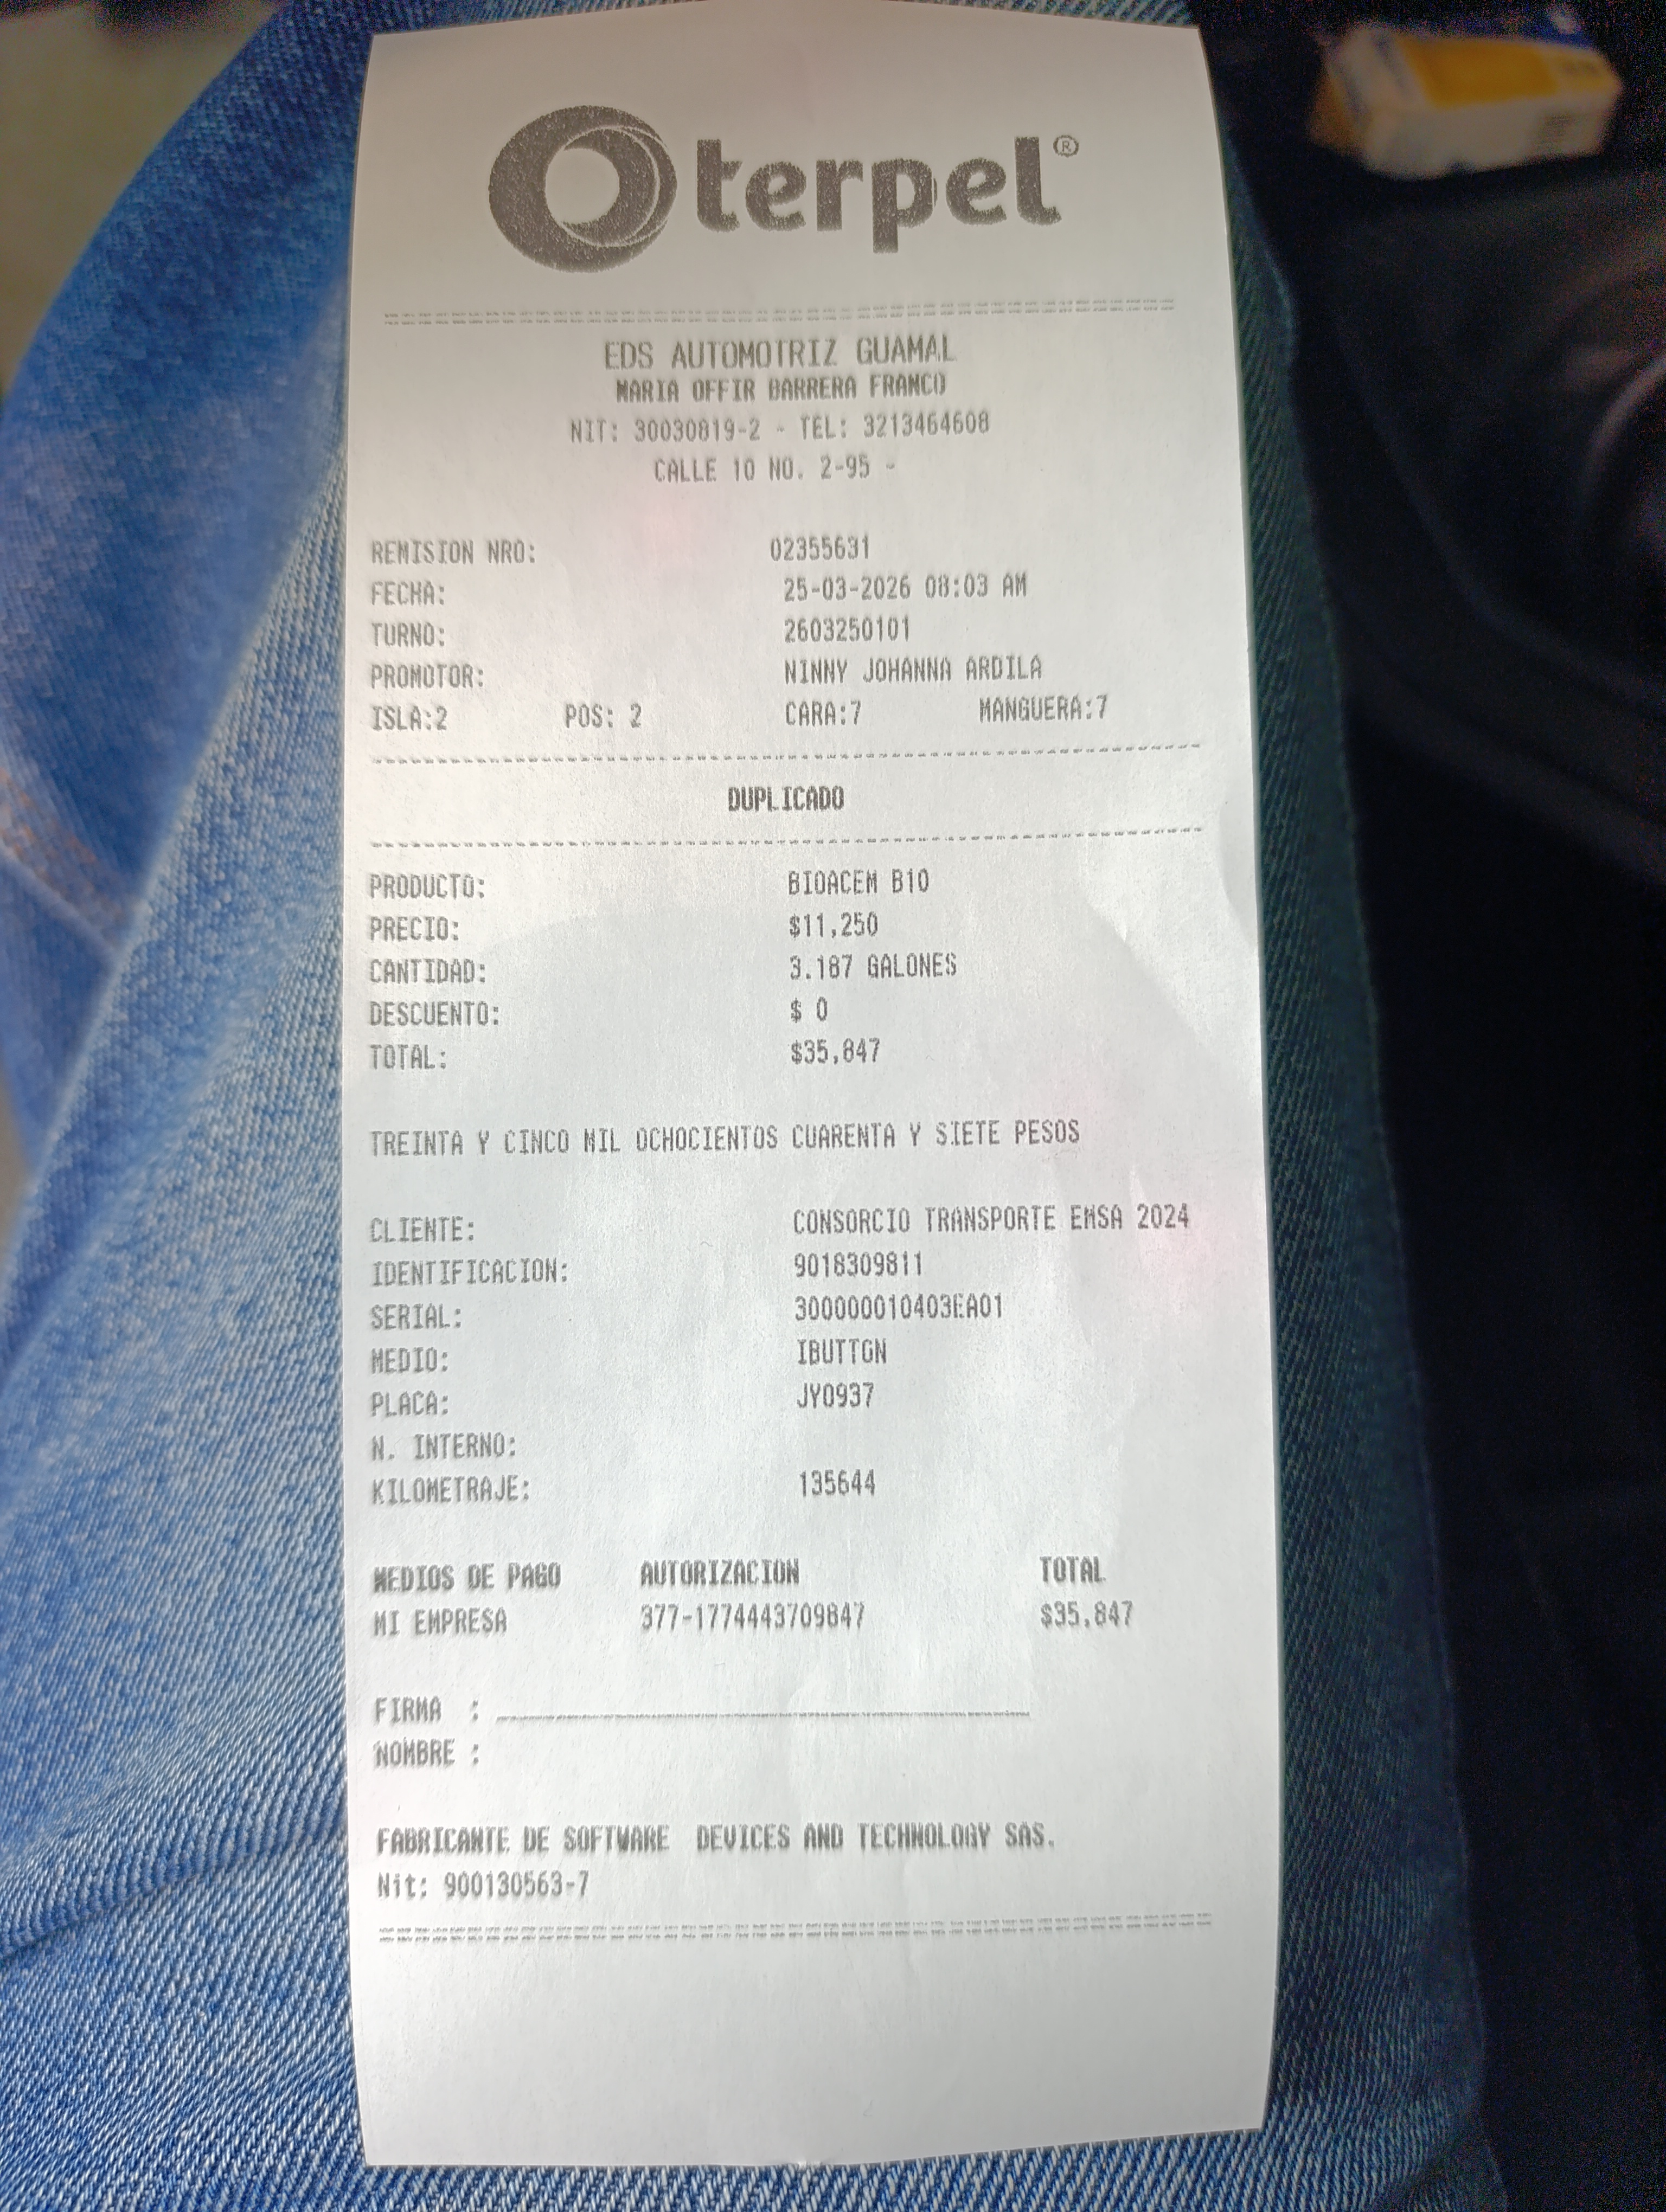 terpel®
EDS AUTOMOTRIZ GUAMAL
MARIA OFFIR BARRERA FRANCO
NIT: 30030819-2 - TEL: 3213464608
CALLE 10 NO. 2-95 -
REMISION NRO: 02355631
FECHA: 25-03-2026 08:03 AM
TURNO: 2603250101
PROMOTOR: NINNY JOHANNA ARDILA
ISLA:2 POS: 2 CARA:7 MANGUERA:7
DUPLICADO
PRODUCTO: BIOACEM B10
PRECIO: $11,250
CANTIDAD: 3.187 GALONES
DESCUENTO: $ 0
TOTAL: $35,847
TREINTA Y CINCO MIL OCHOCIENTOS CUARENTA Y SIETE PESOS
CLIENTE: CONSORCIO TRANSPORTE EMSA 2024
IDENTIFICACION: 9018309811
SERIAL: 300000010403EA01
MEDIO: IBUTTON
PLACA: JYO937
N. INTERNO:
KILOMETRAJE: 135644
MEDIOS DE PAGO AUTORIZACION TOTAL
MI EMPRESA 377-1774443709847 $35,847
FIRMA :
NOMBRE :
FABRICANTE DE SOFTWARE DEVICES AND TECHNOLOGY SAS.
Nit: 900130563-7